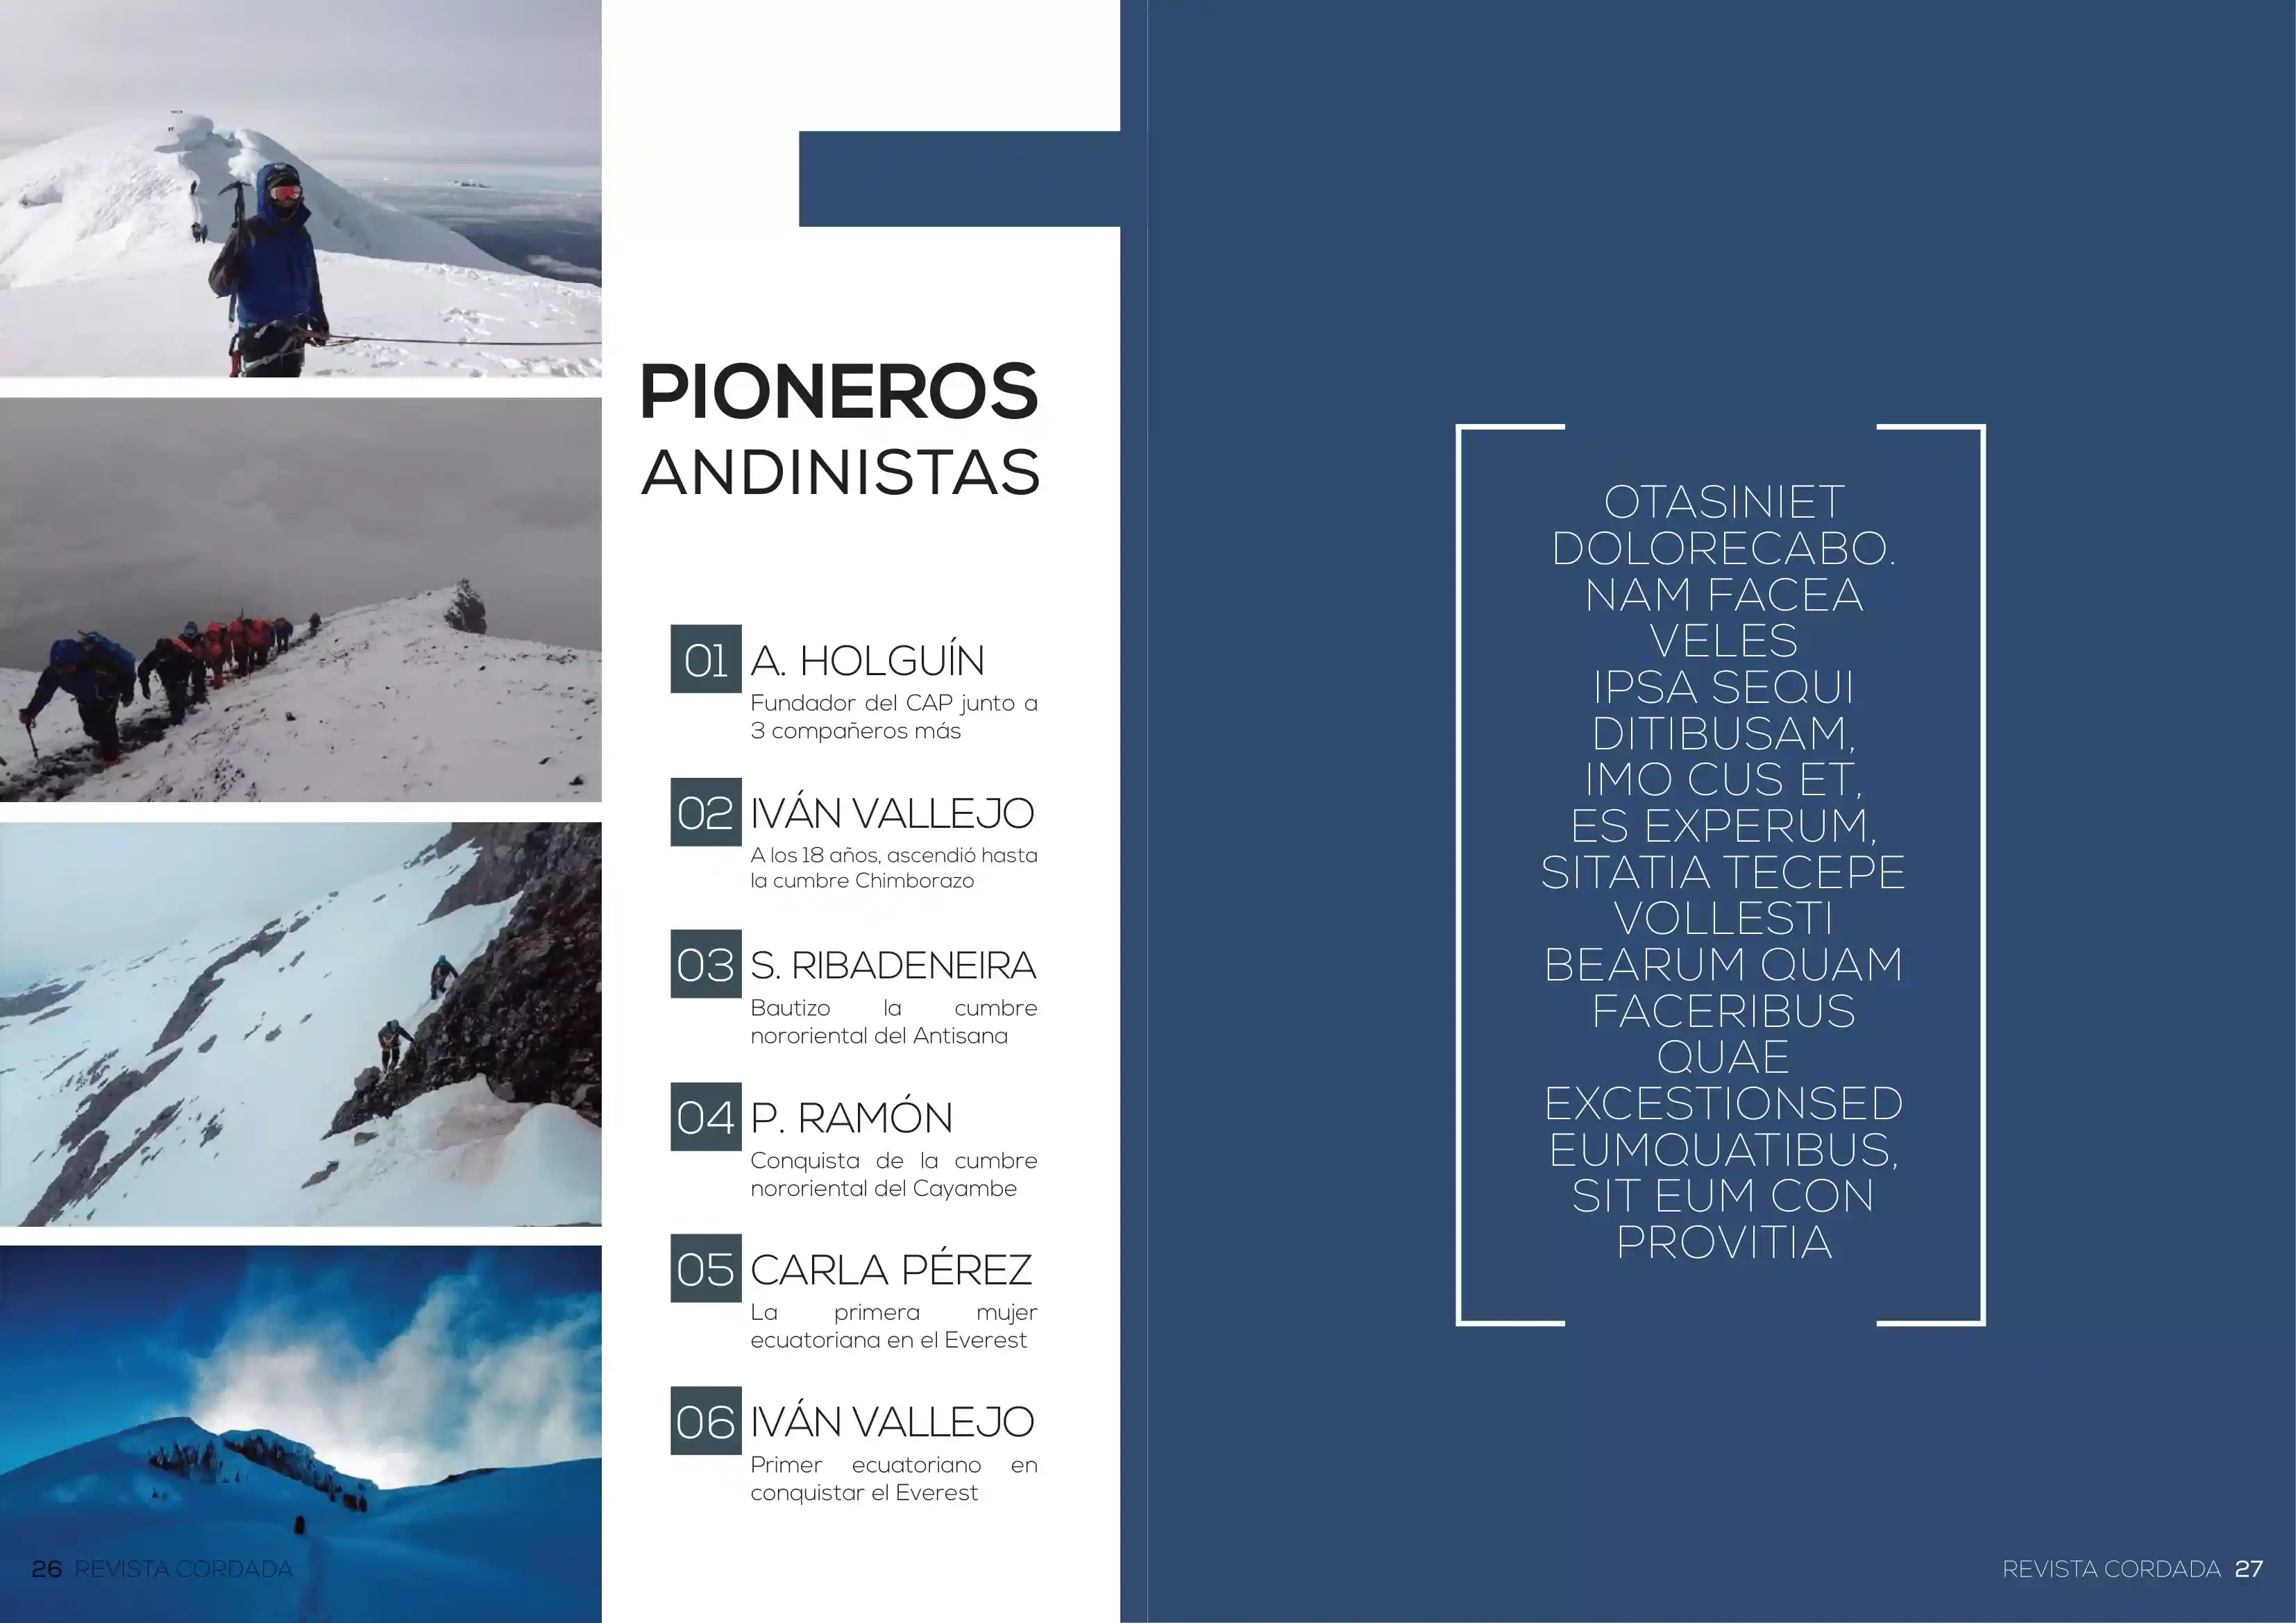 PIONEROS
ANDINISTAS
01 A. HOLGUÍN
Fundador del CAP junto a
3 compañeros más
02 IVÁN VALLEJO
A los 18 años, ascendió hasta
la cumbre Chimborazo
03 S. RIBADENEIRA
Bautizo la cumbre
nororiental del Antisana
04 P. RAMÓN
Conquista de la cumbre
nororiental del Cayambe
05 CARLA PÉREZ
La primera mujer
ecuatoriana en el Everest
06 IVÁN VALLEJO
Primer ecuatoriano en
conquistar el Everest
26 REVISTA CORDADA
OTASINIET
DOLORECABO.
NAM FACEA
VELES
IPSA SEQUI
DITIBUSAM,
IMO CUS ET,
ES EXPERUM,
SITATIA TECEPE
VOLLESTI
BEARUM QUAM
FACERIBUS
QUAE
EXCESTIONSED
EUMQUATIBUS,
SIT EUM CON
PROVITIA
REVISTA CORDADA 27